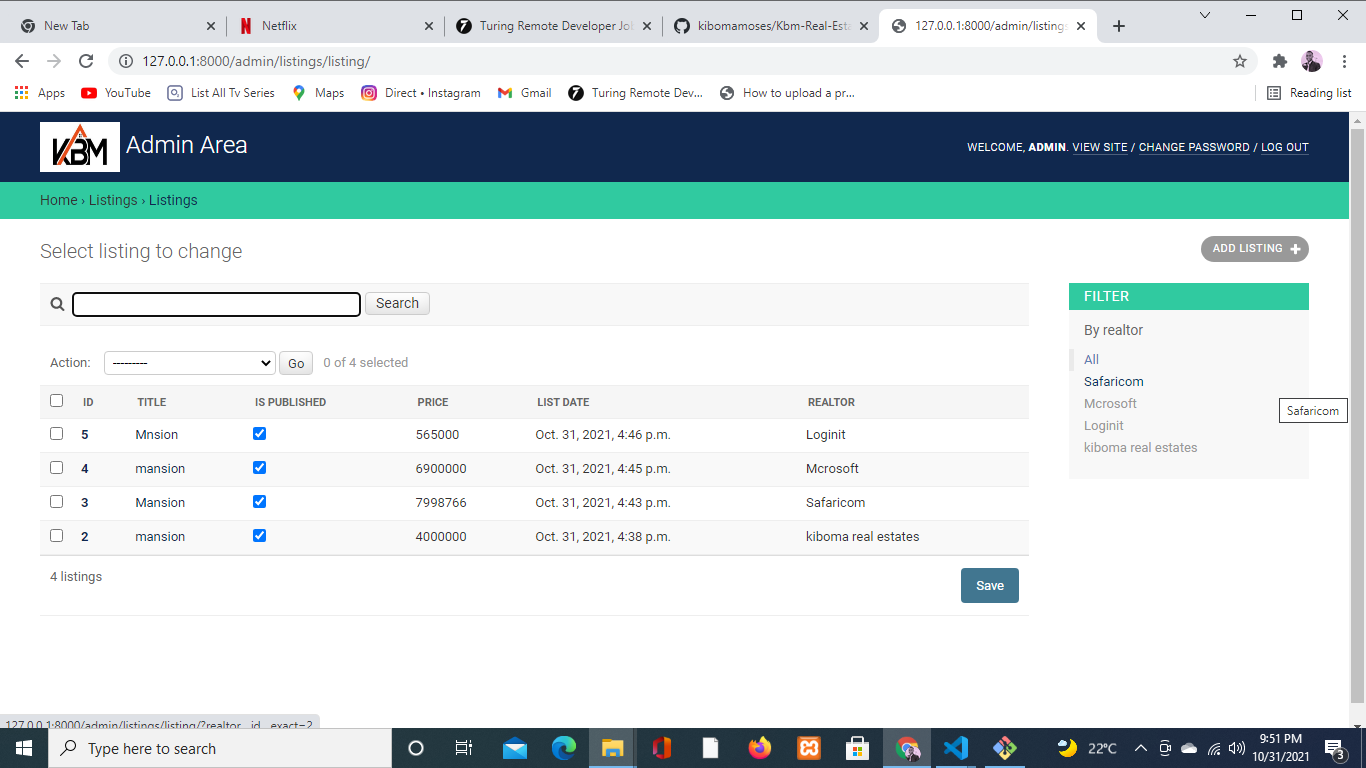 New Tab
Netflix
Turing Remote Developer Jo
kibomamoses/Kbm-Real-Esta
127.0.0.1:8000/admin/listings
127.0.0.1:8000/admin/listings/listing/
Apps YouTube List All Tv Series Maps Direct • Instagram Gmail Turing Remote Dev... How to upload a pr... Reading list
KBM Admin Area
WELCOME, ADMIN. VIEW SITE / CHANGE PASSWORD / LOG OUT
Home › Listings › Listings
Select listing to change
ADD LISTING +
Search
FILTER
By realtor
All
Safaricom
Mcrosoft
Loginit
kiboma real estates
Safaricom
Action: --------- Go 0 of 4 selected
ID TITLE IS PUBLISHED PRICE LIST DATE REALTOR
5 Mnsion 565000 Oct. 31, 2021, 4:46 p.m. Loginit
4 mansion 6900000 Oct. 31, 2021, 4:45 p.m. Mcrosoft
3 Mansion 7998766 Oct. 31, 2021, 4:43 p.m. Safaricom
2 mansion 4000000 Oct. 31, 2021, 4:38 p.m. kiboma real estates
4 listings
Save
127.0.0.1:8000/admin/listings/listing/?realtor__id__exact=2
Type here to search
22°C
9:51 PM
10/31/2021
3